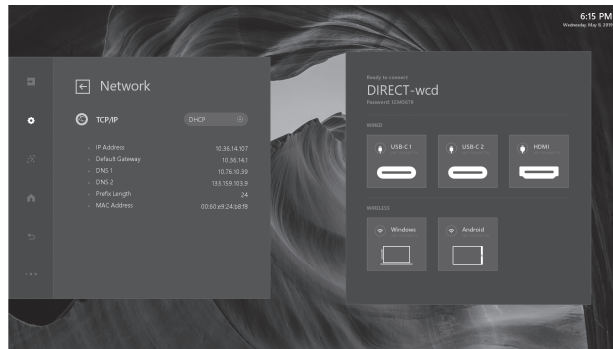 6:15 PM
Wednesday, May 8, 2019
Network
TCP/IP
DHCP
IP Address 10.36.14.107
Default Gateway 10.36.14.1
DNS 1 10.76.10.39
DNS 2 133.159.103.9
Prefix Length 24
MAC Address 00:60:e9:24:b8:f8
Ready to connect
DIRECT-wcd
Password: 12345678
WIRED
USB-C 1
USB-C 2
HDMI
WIRELESS
Windows
Android